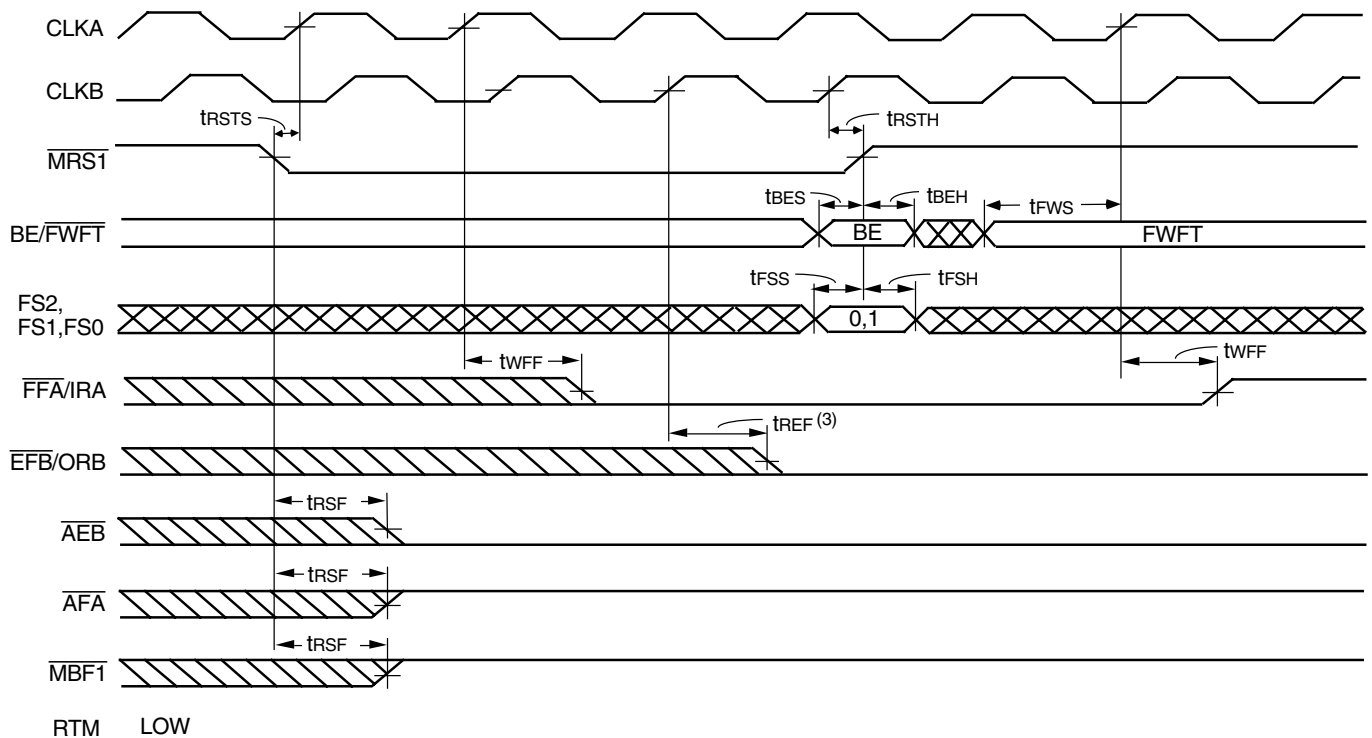 CLKA
CLKB
tRSTS
tRSTH
MRS1
tBES
tBEH
tFWS
BE/FWFT
BE
FWFT
tFSS
tFSH
FS2,
FS1,FS0
0,1
tWFF
tWFF
FFA/IRA
tREF (3)
EFB/ORB
tRSF
AEB
tRSF
AFA
tRSF
MBF1
RTM LOW